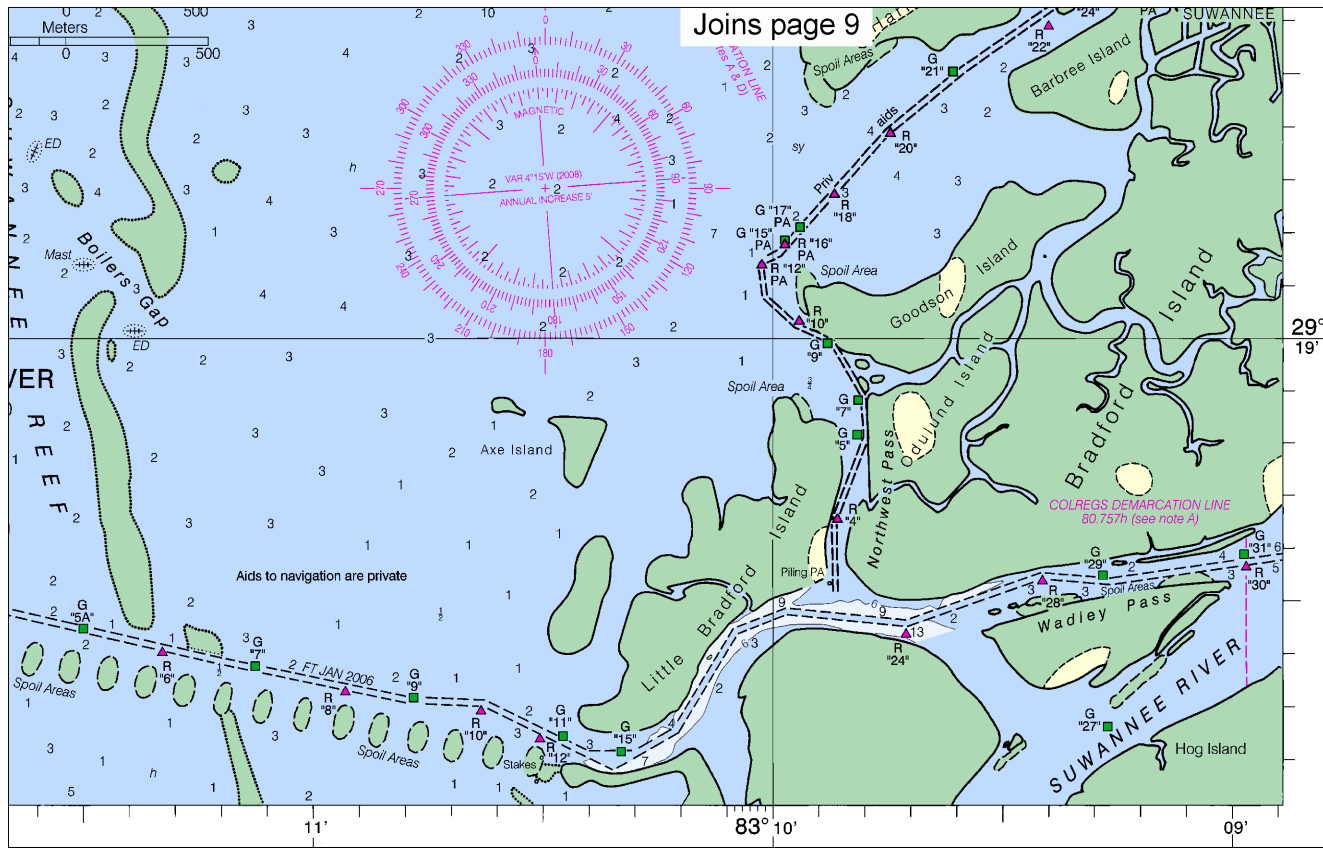 Joins page 9
Meters
500
0
500
SUWANNEE
PA
"24"
R
"22"
G
"21"
Spoil Areas
Barbree Island
aids
R
"20"
Priv
R
"18"
G "17"
PA
G "15"
PA
R "16"
PA
R "12"
PA
Spoil Area
R
"10"
G
"9"
Goodson Island
MAGNETIC
VAR 4°15'W (2008)
ANNUAL INCREASE 5'
ED
Mast
Boilers Gap
ED
VER
REEF
29°
19'
Spoil Area
G
"7"
G
"5"
Odulund Island
Northwest Pass
Bradford Island
Axe Island
R
"4"
Piling PA
COLREGS DEMARCATION LINE
80.757h (see note A)
G
"31"
R
"30"
G
"29"
Spoil Areas
R
"28"
Wadley Pass
Little Bradford Island
Aids to navigation are private
G
"5A"
R
"6"
G
"7"
FT JAN 2006
R
"8"
G
"9"
R
"10"
G
"11"
R
"12"
G
"15"
R
"24"
G
"27"
Stakes
Spoil Areas
Spoil Areas
SUWANNEE RIVER
Hog Island
11'
83° 10'
09'